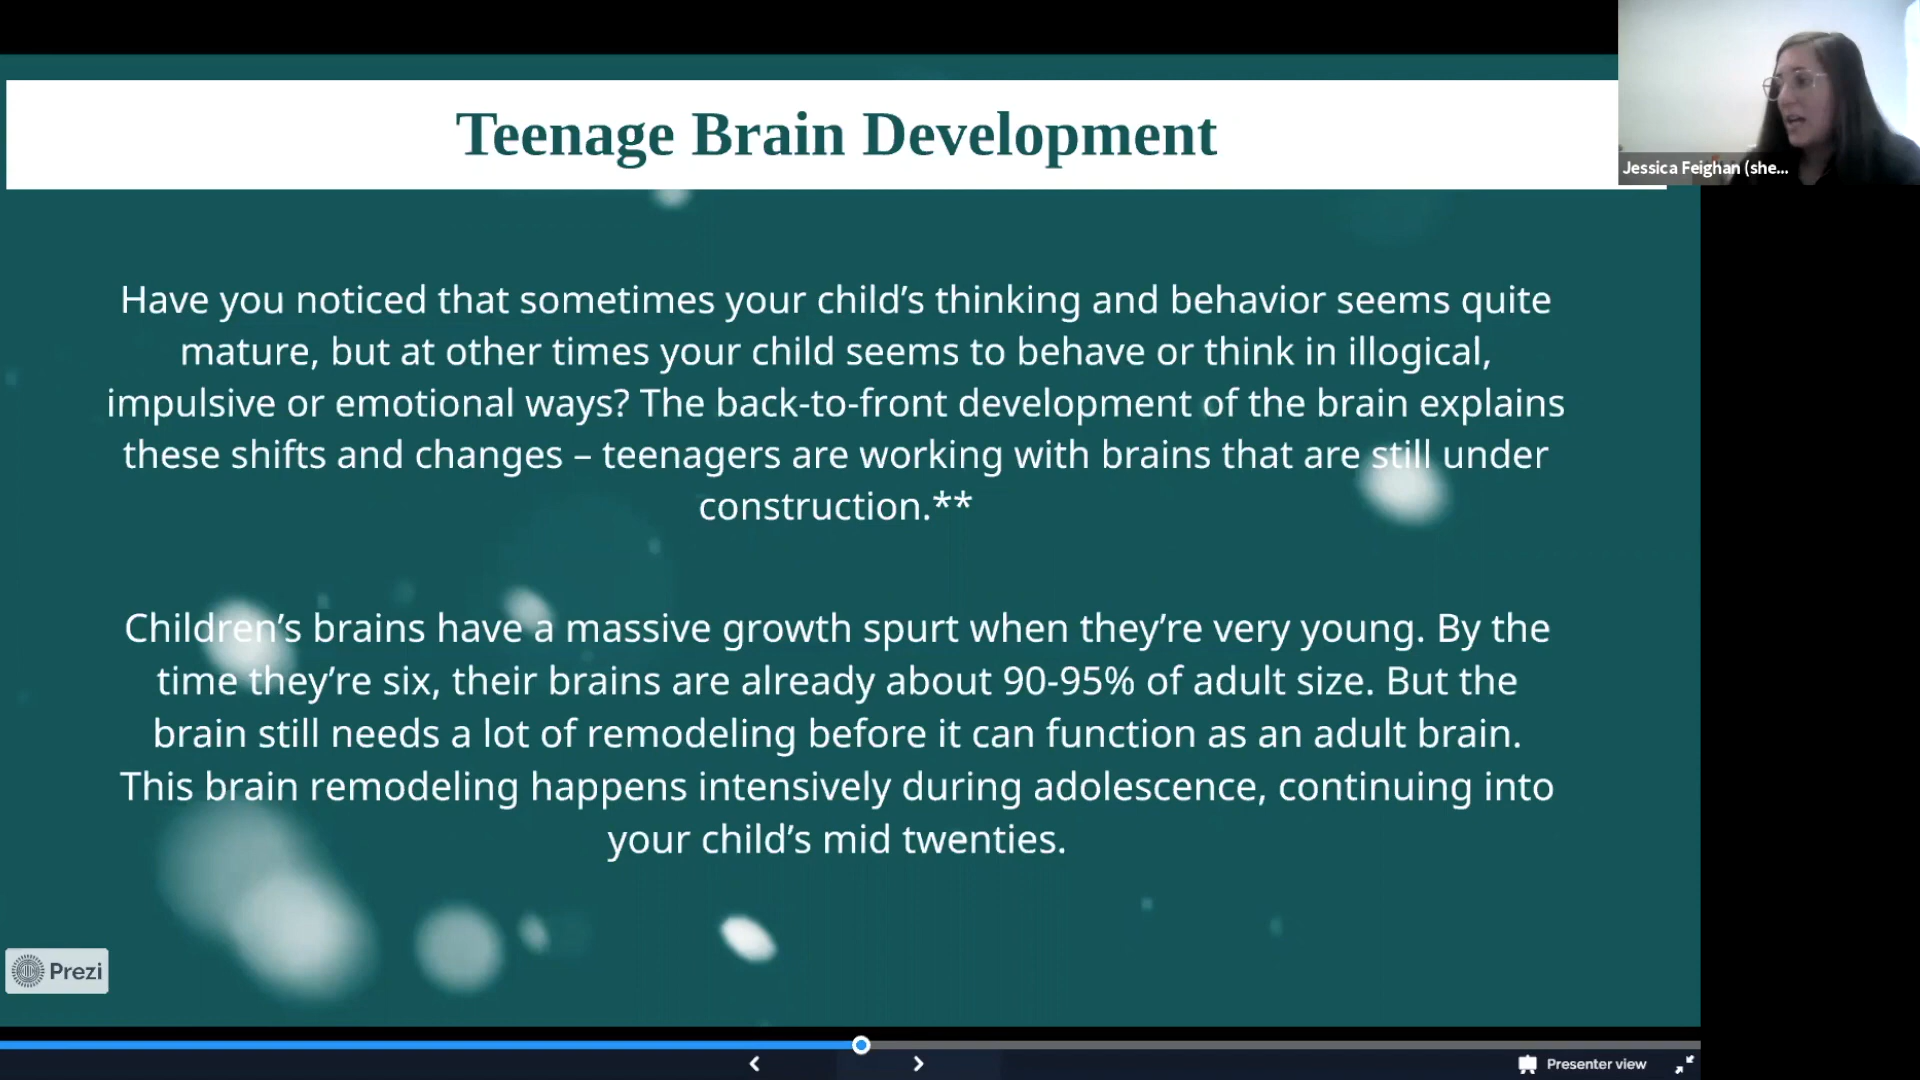 Teenage Brain Development
Jessica Feighan (she...
Have you noticed that sometimes your child’s thinking and behavior seems quite
mature, but at other times your child seems to behave or think in illogical,
impulsive or emotional ways? The back-to-front development of the brain explains
these shifts and changes – teenagers are working with brains that are still under
construction.**
Children’s brains have a massive growth spurt when they’re very young. By the
time they’re six, their brains are already about 90-95% of adult size. But the
brain still needs a lot of remodeling before it can function as an adult brain.
This brain remodeling happens intensively during adolescence, continuing into
your child’s mid twenties.
Prezi
Presenter view